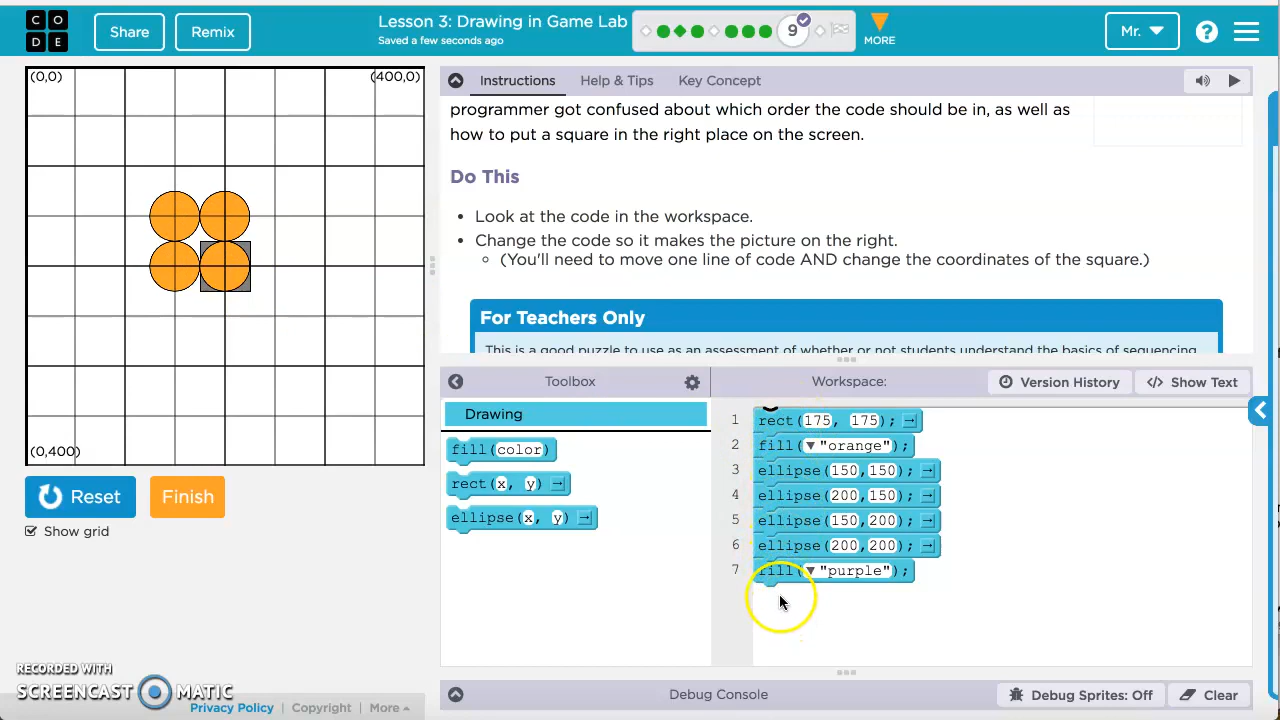 C O
D E
Share
Remix
Lesson 3: Drawing in Game Lab
Saved a few seconds ago
9
MORE
Mr.
?
(0,0)
(400,0)
(0,400)
Reset
Finish
Show grid
Instructions
Help & Tips
Key Concept
programmer got confused about which order the code should be in, as well as
how to put a square in the right place on the screen.
Do This
• Look at the code in the workspace.
• Change the code so it makes the picture on the right.
(You'll need to move one line of code AND change the coordinates of the square.)
For Teachers Only
This is a good puzzle to use as an assessment of whether or not students understand the basics of sequencing
Toolbox
Workspace:
Version History
</> Show Text
Drawing
fill(color)
rect(x, y)
ellipse(x, y)
1 rect(175, 175);
2 fill("orange");
3 ellipse(150,150);
4 ellipse(200,150);
5 ellipse(150,200);
6 ellipse(200,200);
7 fill("purple");
Debug Console
Debug Sprites: Off
Clear
RECORDED WITH
SCREENCAST MATIC
Privacy Policy | Copyright | More